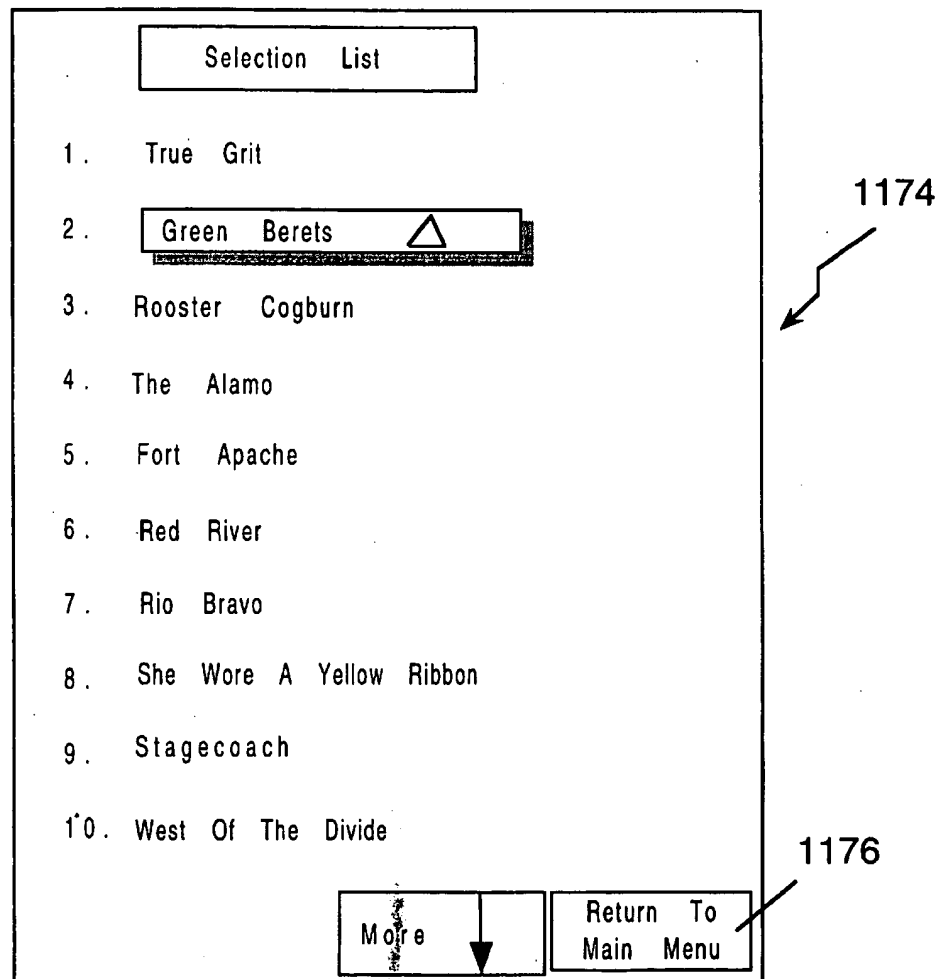 Selection List
1. True Grit
1174
2. Green Berets
3. Rooster Cogburn
4. The Alamo
5. Fort Apache
6. Red River
7. Rio Bravo
8. She Wore A Yellow Ribbon
9. Stagecoach
10. West Of The Divide
1176
More
Return To
Main Menu